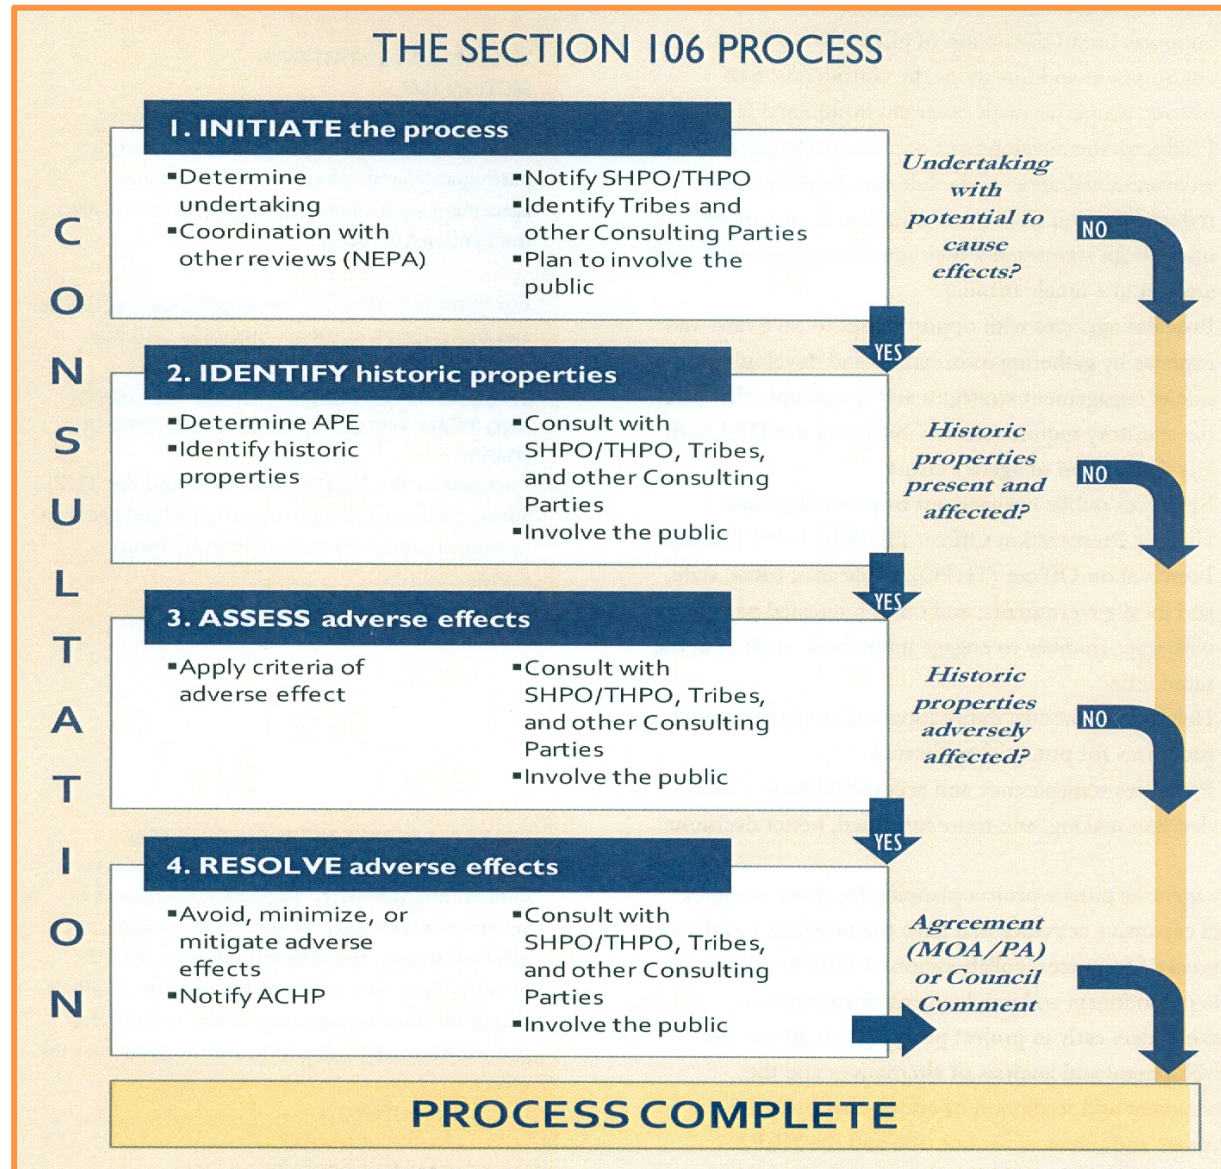 THE SECTION 106 PROCESS
CONSULTATION
1. INITIATE the process
▪Determine
undertaking
▪Coordination with
other reviews (NEPA)
▪Notify SHPO/THPO
▪Identify Tribes and
other Consulting Parties
▪Plan to involve the
public
Undertaking
with
potential to
cause
effects?
NO
YES
2. IDENTIFY historic properties
▪Determine APE
▪Identify historic
properties
▪Consult with
SHPO/THPO, Tribes,
and other Consulting
Parties
▪Involve the public
Historic
properties
present and
affected?
NO
YES
3. ASSESS adverse effects
▪Apply criteria of
adverse effect
▪Consult with
SHPO/THPO, Tribes,
and other Consulting
Parties
▪Involve the public
Historic
properties
adversely
affected?
NO
YES
4. RESOLVE adverse effects
▪Avoid, minimize, or
mitigate adverse
effects
▪Notify ACHP
▪Consult with
SHPO/THPO, Tribes,
and other Consulting
Parties
▪Involve the public
Agreement
(MOA/PA)
or Council
Comment
PROCESS COMPLETE